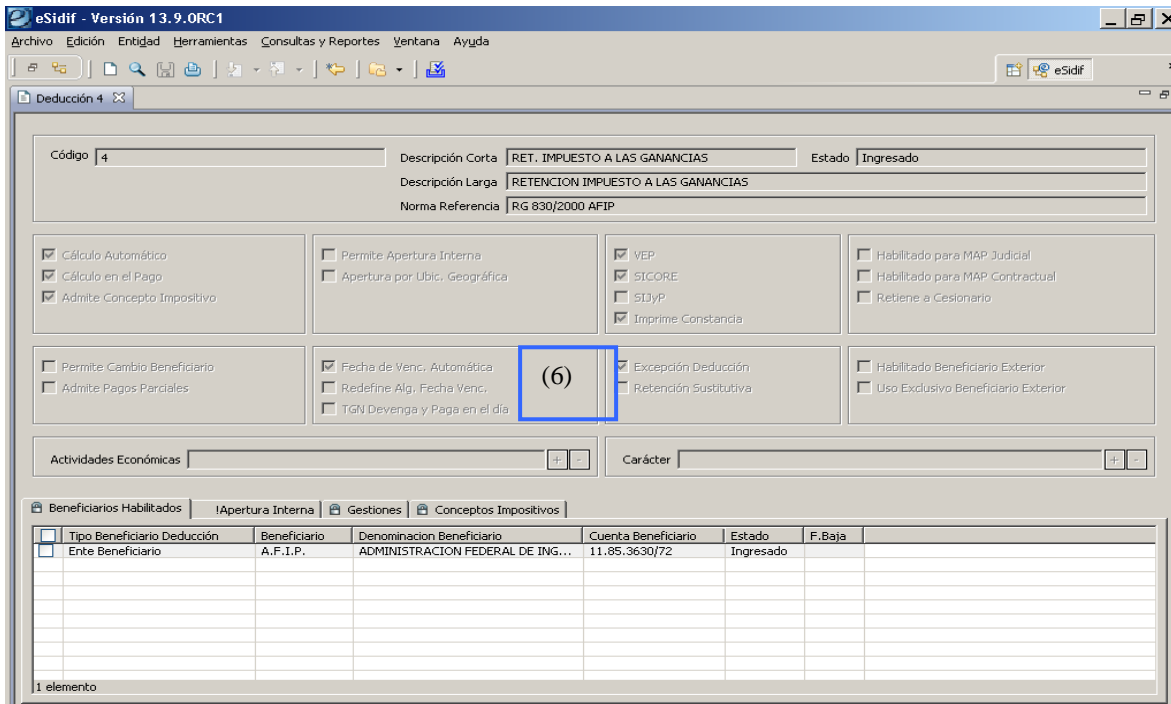 eSidif - Versión 13.9.0RC1
Archivo Edición Entidad Herramientas Consultas y Reportes Ventana Ayuda
eSidif
Deducción 4
Código 4 Descripción Corta RET. IMPUESTO A LAS GANANCIAS Estado Ingresado
Descripción Larga RETENCION IMPUESTO A LAS GANANCIAS
Norma Referencia RG 830/2000 AFIP
Cálculo Automático Permite Apertura Interna VEP Habilitado para MAP Judicial
Cálculo en el Pago Apertura por Ubic. Geográfica SICORE Habilitado para MAP Contractual
Admite Concepto Impositivo SIJyP Retiene a Cesionario
Imprime Constancia
Permite Cambio Beneficiario Fecha de Venc. Automática (6) Excepción Deducción Habilitado Beneficiario Exterior
Admite Pagos Parciales Redefine Alg. Fecha Venc. Retención Sustitutiva Uso Exclusivo Beneficiario Exterior
TGN Devenga y Paga en el día
Actividades Económicas + - Carácter + -
Beneficiarios Habilitados !Apertura Interna Gestiones Conceptos Impositivos
Tipo Beneficiario Deducción Beneficiario Denominacion Beneficiario Cuenta Beneficiario Estado F.Baja
Ente Beneficiario A.F.I.P. ADMINISTRACION FEDERAL DE ING... 11.85.3630/72 Ingresado
1 elemento